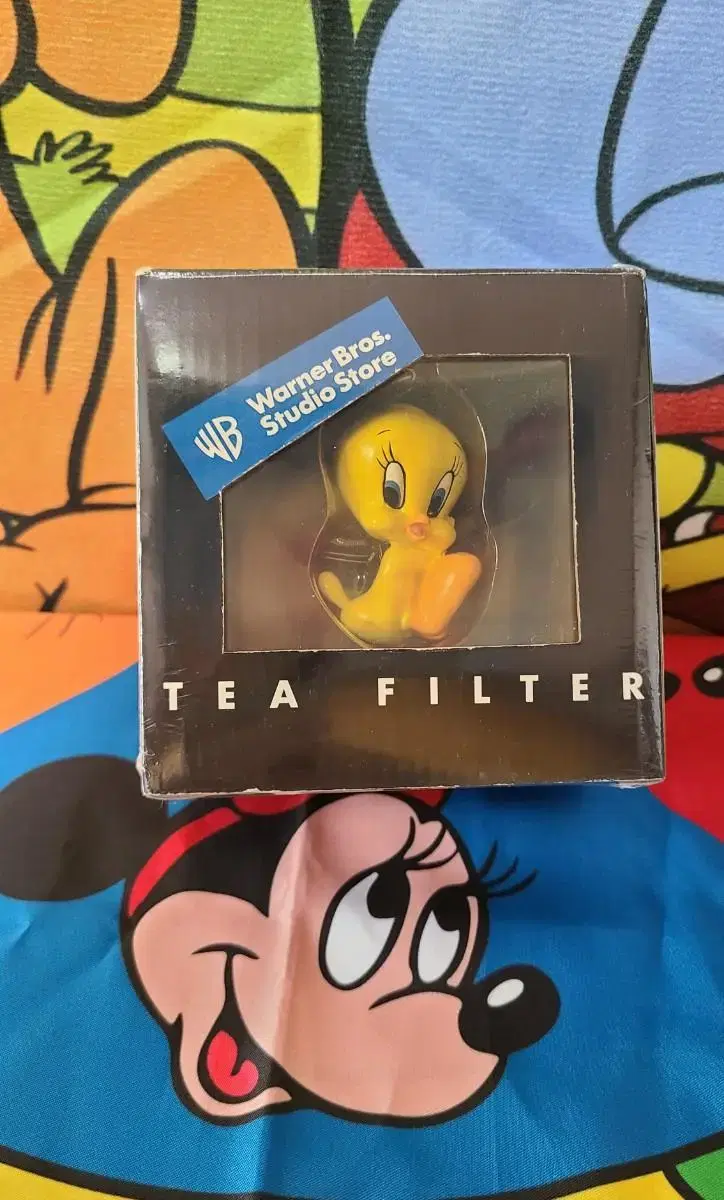 WB
Warner Bros.
Studio Store
TEA FILTER